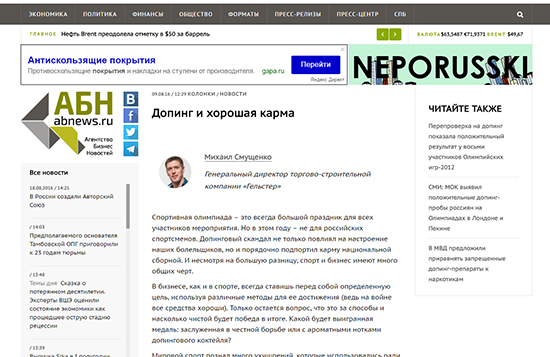 ЭКОНОМИКА ПОЛИТИКА ФИНАНСЫ ОБЩЕСТВО ФОРМАТЫ ПРЕСС-РЕЛИЗЫ ПРЕСС-ЦЕНТР СПБ
ГЛАВНОЕ Нефть Brent преодолела отметку в $50 за баррель
ВАЛЮТА $63,5487 €71,9371 BRENT $49,67
Антискользящие покрытия
Противоскользящие покрытия и накладки на ступени от производителя. gapa.ru
Перейти
Яндекс.Директ
NEPORUSSKI
АБН
abnews.ru
Агентство
Бизнес
Новостей
09.08.16 / 12:29 КОЛОНКИ / НОВОСТИ
Допинг и хорошая карма
Михаил Смущенко
Генеральный директор торгово-строительной
компании «Гельстер»
Спортивная олимпиада – это всегда большой праздник для всех
участников мероприятия. Но в этом году – не для российских
спортсменов. Допинговый скандал не только повлиял на настроение
наших болельщиков, но и порядочно подпортил карму национальной
сборной. И несмотря на большую разницу, спорт и бизнес имеют много
общих черт.
В бизнесе, как и в спорте, всегда ставишь перед собой определенную
цель, используя различные методы для ее достижения (ведь на войне
все средства хороши). Только остается вопрос, что это за способы и
насколько чистой будет победа в итоге. Какой будет выигранная
медаль: заслуженная в честной борьбе или с ароматными нотками
допингового коктейля?
Мировой спорт познал много ухищрений, которые использовали ради
Все новости
18.08.2016 / 14:21
В России создали Авторский
Союз
/ 14:03
Предполагаемого основателя
Тамбовской ОПГ приговорили
к 23 годам тюрьмы
/ 13:48
Темы дня Сказка о
потерянном десятилетии.
Эксперты ВШЭ оценили
состояние экономики как
прошедшее острую стадию
рецессии
/ 13:45
ЧИТАЙТЕ ТАКЖЕ
Перепроверка на допинг
показала положительный
результат у восьми
участников Олимпийских
игр-2012
СМИ: МОК выявил
положительные допинг-
пробы россиян на
Олимпиадах в Лондоне и
Пекине
В МВД предложили
приравнять запрещенные
допинг-препараты к
наркотикам